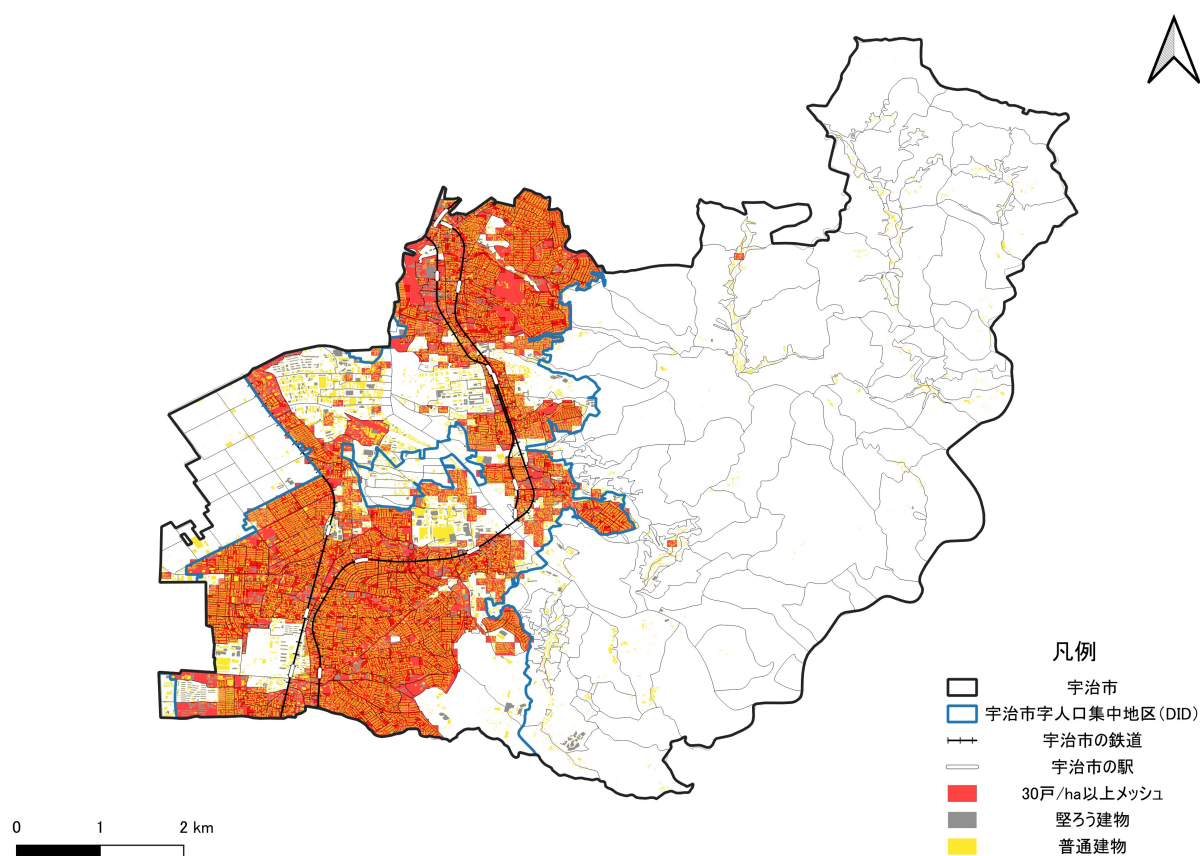 凡例
宇治市
宇治市字人口集中地区(DID)
宇治市の鉄道
宇治市の駅
30戸/ha以上メッシュ
堅ろう建物
普通建物
0 1 2 km